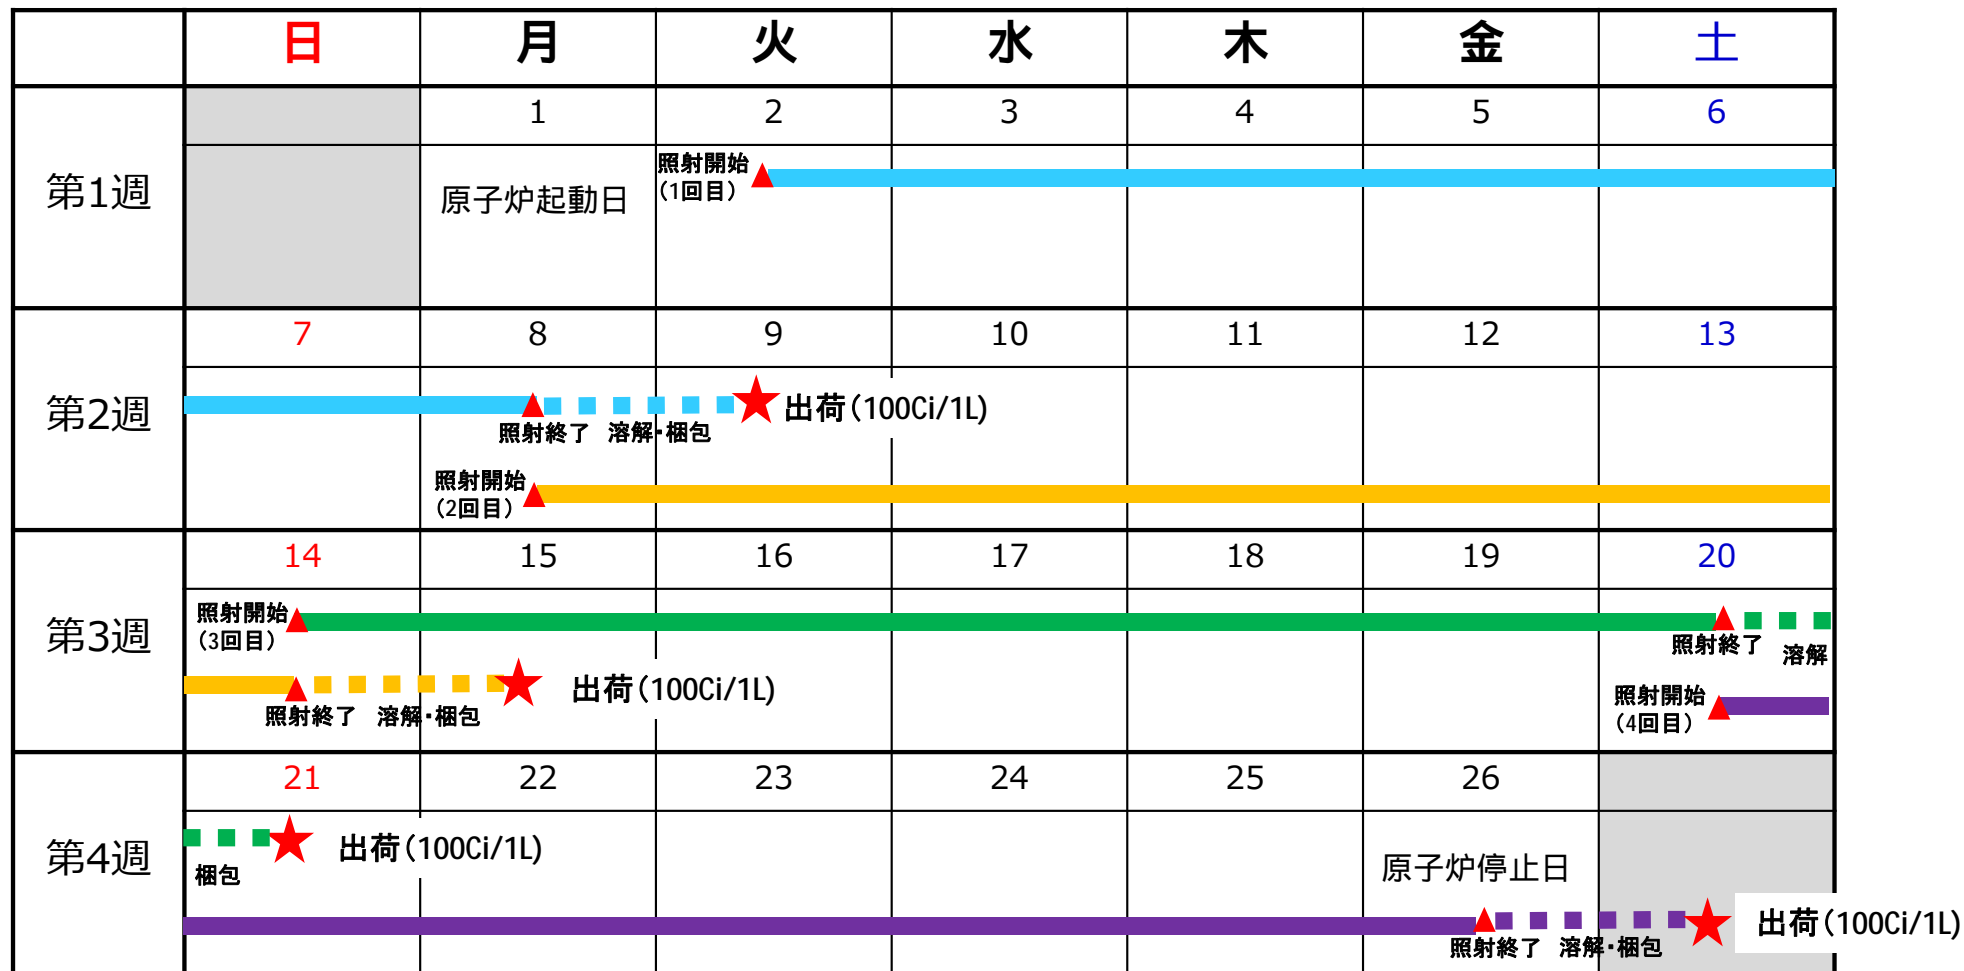 日 月 火 水 木 金 土
1 2 3 4 5 6
第1週
原子炉起動日
照射開始
(1回目)
7 8 9 10 11 12 13
第2週
出荷(100Ci/1L)
照射終了 溶解・梱包
照射開始
(2回目)
14 15 16 17 18 19 20
第3週
照射開始
(3回目)
照射終了
溶解
出荷(100Ci/1L)
照射終了 溶解・梱包
照射開始
(4回目)
21 22 23 24 25 26
第4週
出荷(100Ci/1L)
梱包
原子炉停止日
出荷(100Ci/1L)
照射終了 溶解・梱包